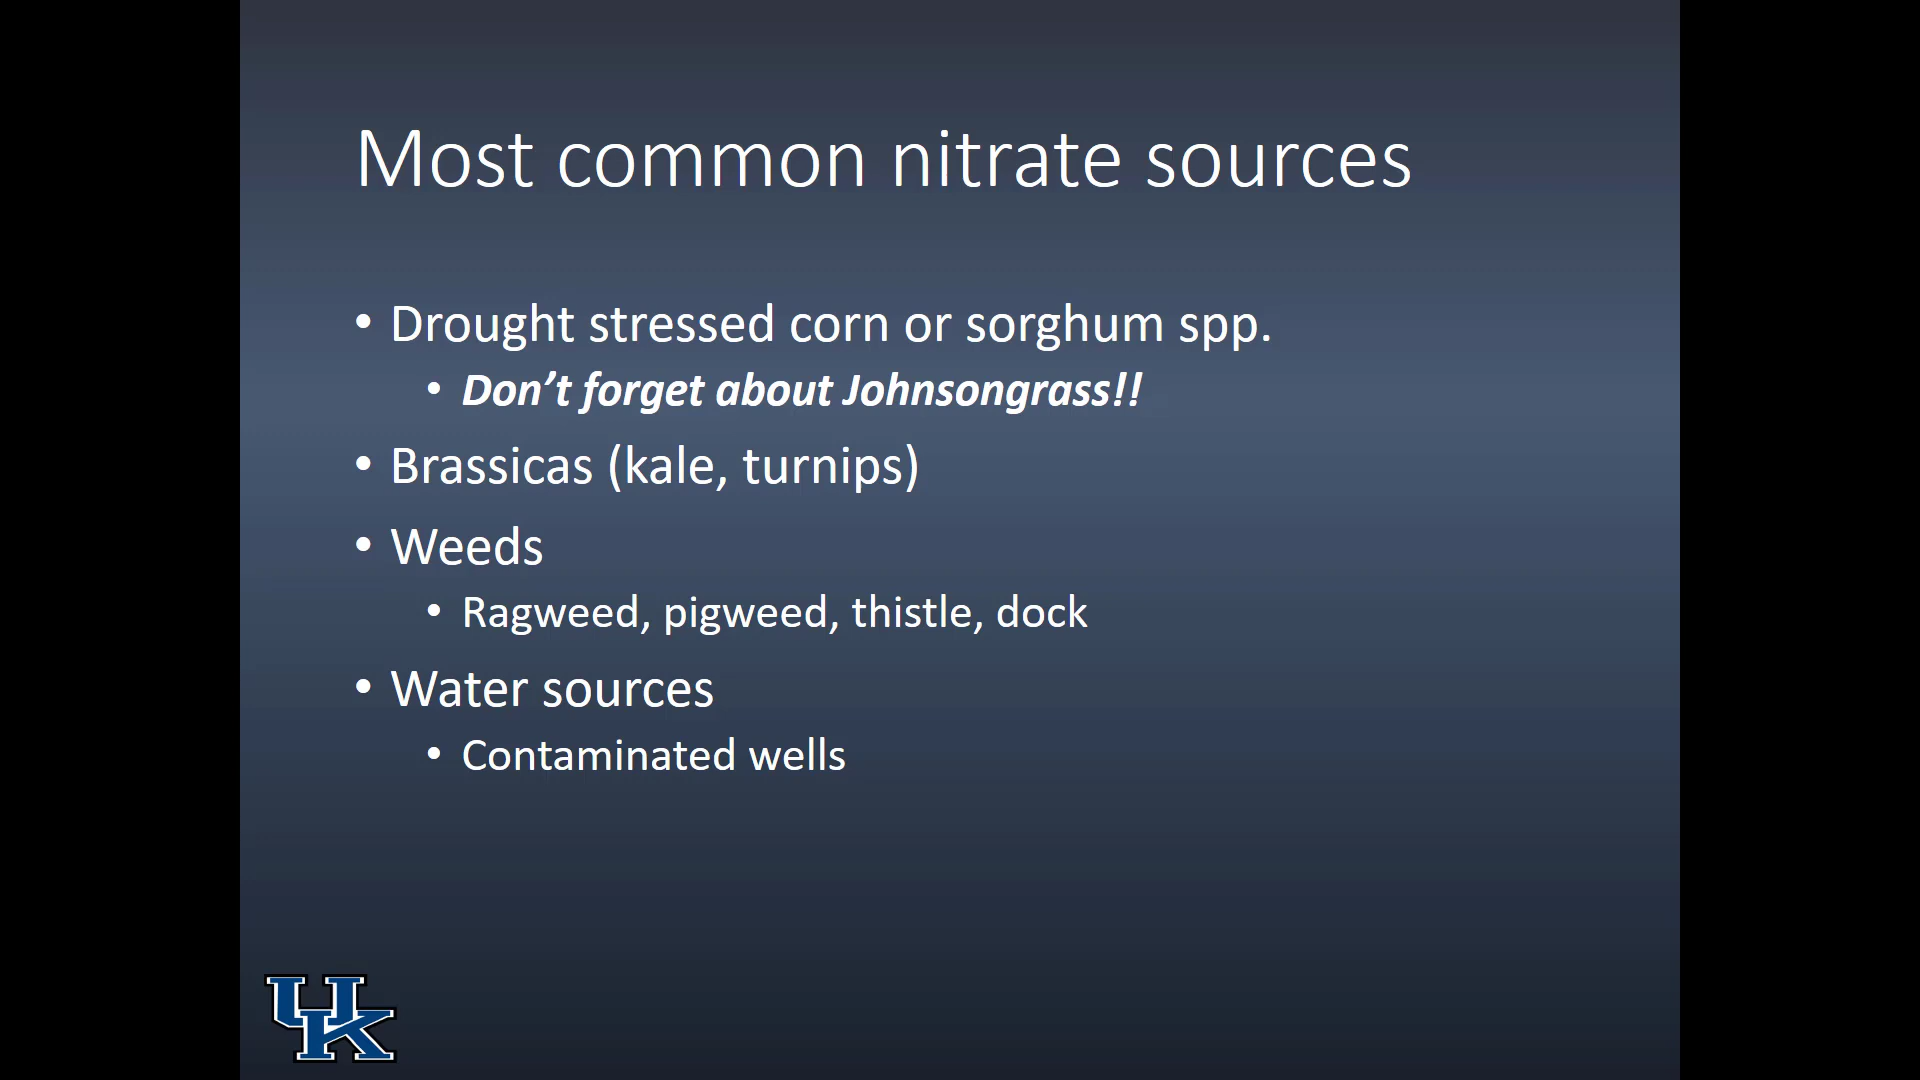 Most common nitrate sources
• Drought stressed corn or sorghum spp.
• Don’t forget about Johnsongrass!!
• Brassicas (kale, turnips)
• Weeds
• Ragweed, pigweed, thistle, dock
• Water sources
• Contaminated wells
UK